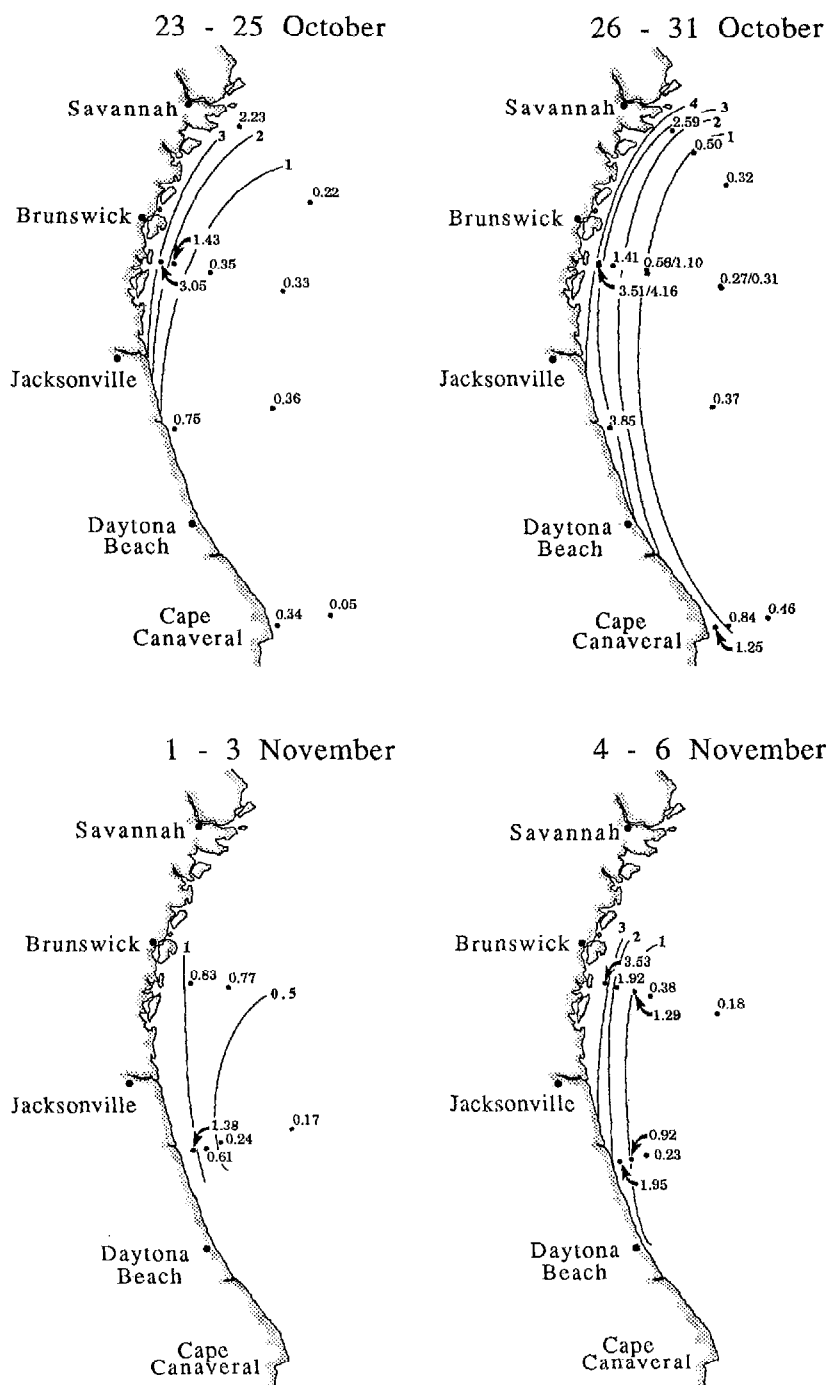 23 - 25 October
Savannah
2.23
3
2
1
0.22
Brunswick
1.43
0.35
3.05
0.33
Jacksonville
0.36
0.75
Daytona
Beach
0.05
0.34
Cape
Canaveral
26 - 31 October
Savannah
4
3
2
2.59
1
0.50
0.32
Brunswick
1.41
0.56/1.10
0.27/0.31
3.51/4.16
Jacksonville
0.37
3.85
Daytona
Beach
0.46
0.84
Cape
Canaveral
1.25
1 - 3 November
Savannah
Brunswick
1
0.83
0.77
0.5
Jacksonville
1.38
0.17
0.24
0.61
Daytona
Beach
Cape
Canaveral
4 - 6 November
Savannah
3
2
1
Brunswick
3.53
1.92
0.38
1.29
0.18
Jacksonville
0.92
0.23
1.95
Daytona
Beach
Cape
Canaveral